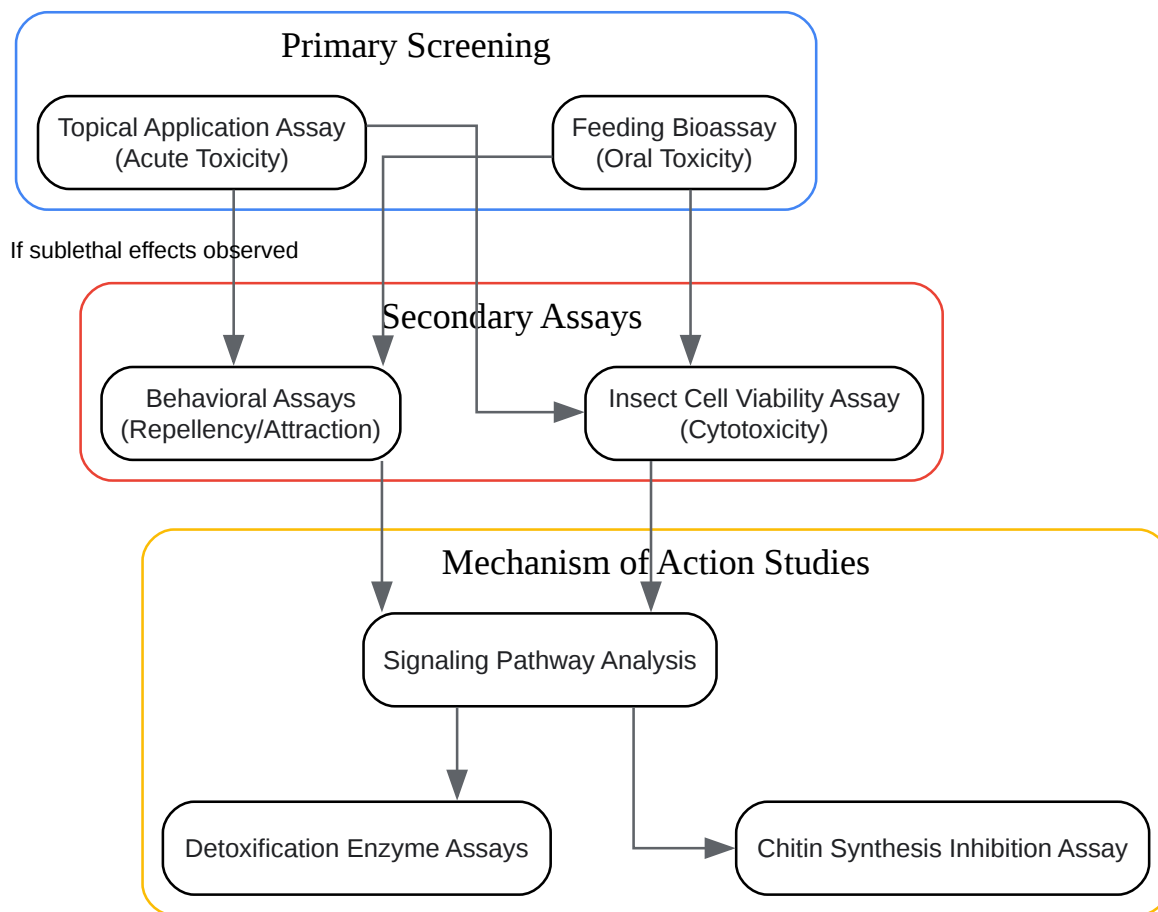 Primary Screening
Topical Application Assay
(Acute Toxicity)
Feeding Bioassay
(Oral Toxicity)
If sublethal effects observed
Secondary Assays
Behavioral Assays
(Repellency/Attraction)
Insect Cell Viability Assay
(Cytotoxicity)
Mechanism of Action Studies
Signaling Pathway Analysis
Detoxification Enzyme Assays
Chitin Synthesis Inhibition Assay